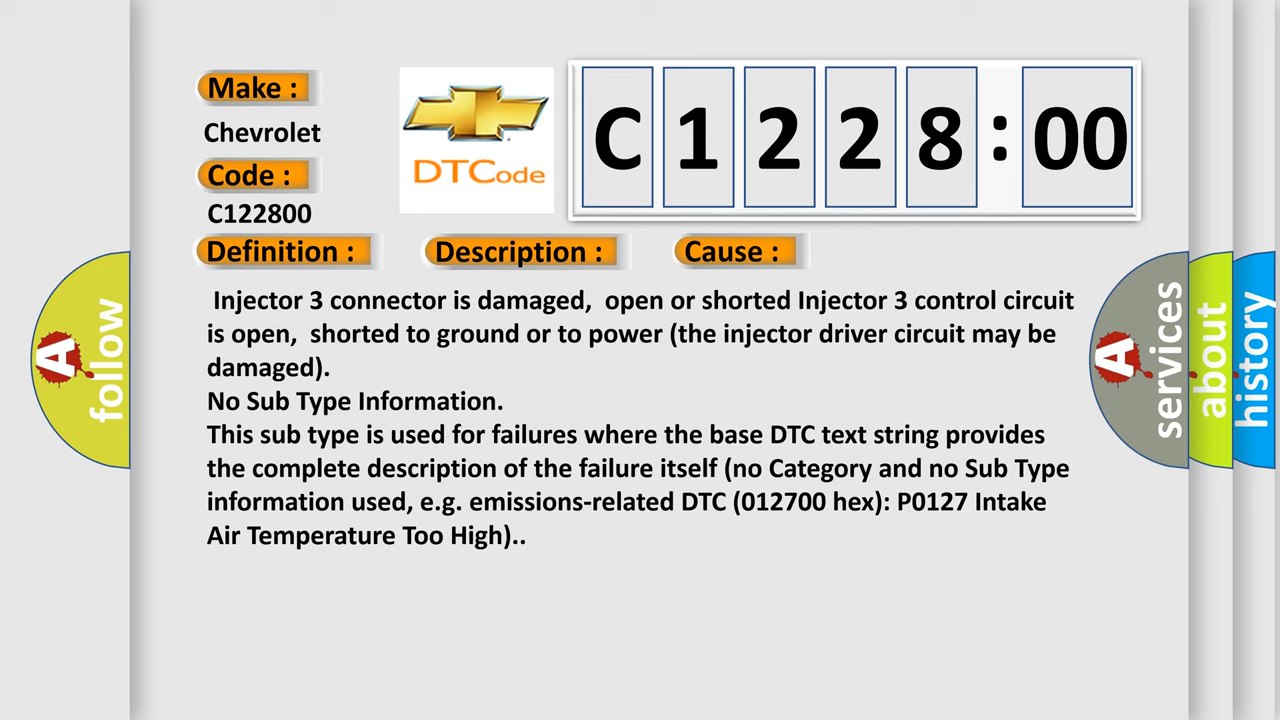 Make :
Chevrolet
Code :
C122800
DTCode
C1228:00
Definition :
Description :
Cause :
Injector 3 connector is damaged, open or shorted Injector 3 control circuit
is open, shorted to ground or to power (the injector driver circuit may be
damaged).
No Sub Type Information.
This sub type is used for failures where the base DTC text string provides
the complete description of the failure itself (no Category and no Sub Type
information used, e.g. emissions-related DTC (012700 hex): P0127 Intake
Air Temperature Too High)..
A
follow
A
services
about
history